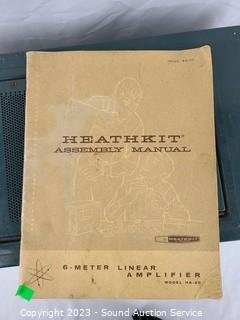 HEATHKIT®
ASSEMBLY MANUAL
HEATHKIT
6-METER LINEAR
AMPLIFIER
MODEL HA-20
Copyright © 2023 - Sound Auction Service